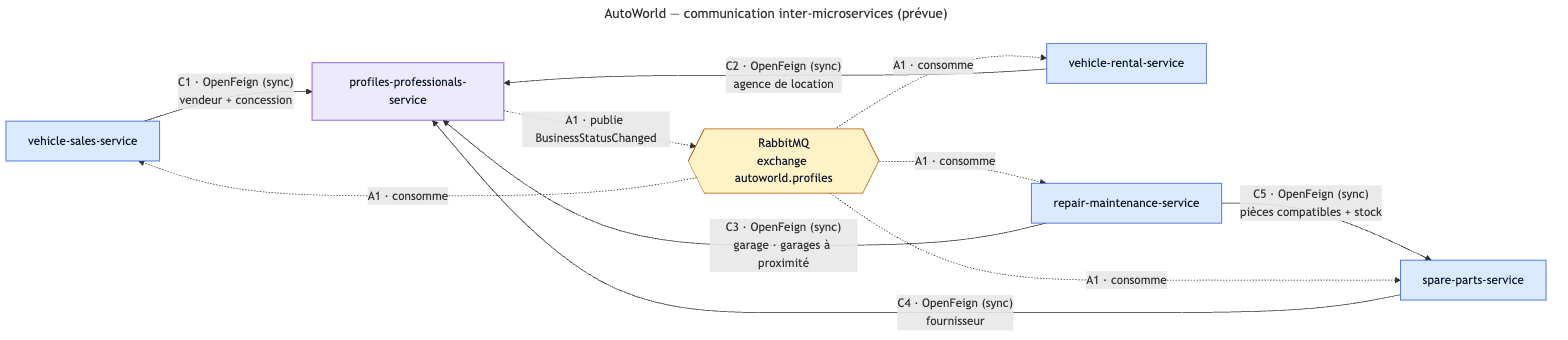 AutoWorld — communication inter-microservices (prévue)
C1 · OpenFeign (sync)
vendeur + concession
profiles-professionals-
service
C2 · OpenFeign (sync)
agence de location
A1 · consomme
vehicle-rental-service
vehicle-sales-service
A1 · publie
BusinessStatusChanged
RabbitMQ
exchange
autoworld.profiles
A1 · consomme
A1 · consomme
repair-maintenance-service
C5 · OpenFeign (sync)
pièces compatibles + stock
C3 · OpenFeign (sync)
garage · garages à
proximité
A1 · consomme
spare-parts-service
C4 · OpenFeign (sync)
fournisseur